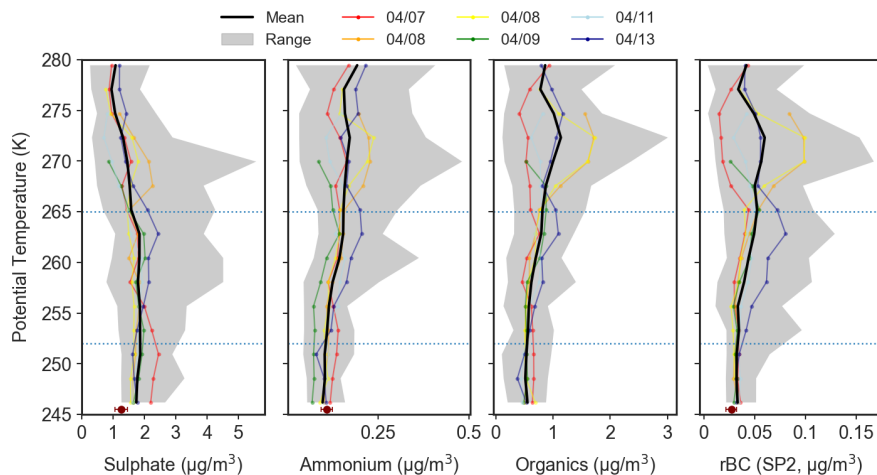 Mean 04/07 04/08 04/11
Range 04/08 04/09 04/13
Potential Temperature (K)
280
275
270
265
260
255
250
245
0 1 2 3 4 5
0.25 0.5
0 1 2 3
0 0.05 0.1 0.15
Sulphate (μg/m³) Ammonium (μg/m³) Organics (μg/m³) rBC (SP2, μg/m³)